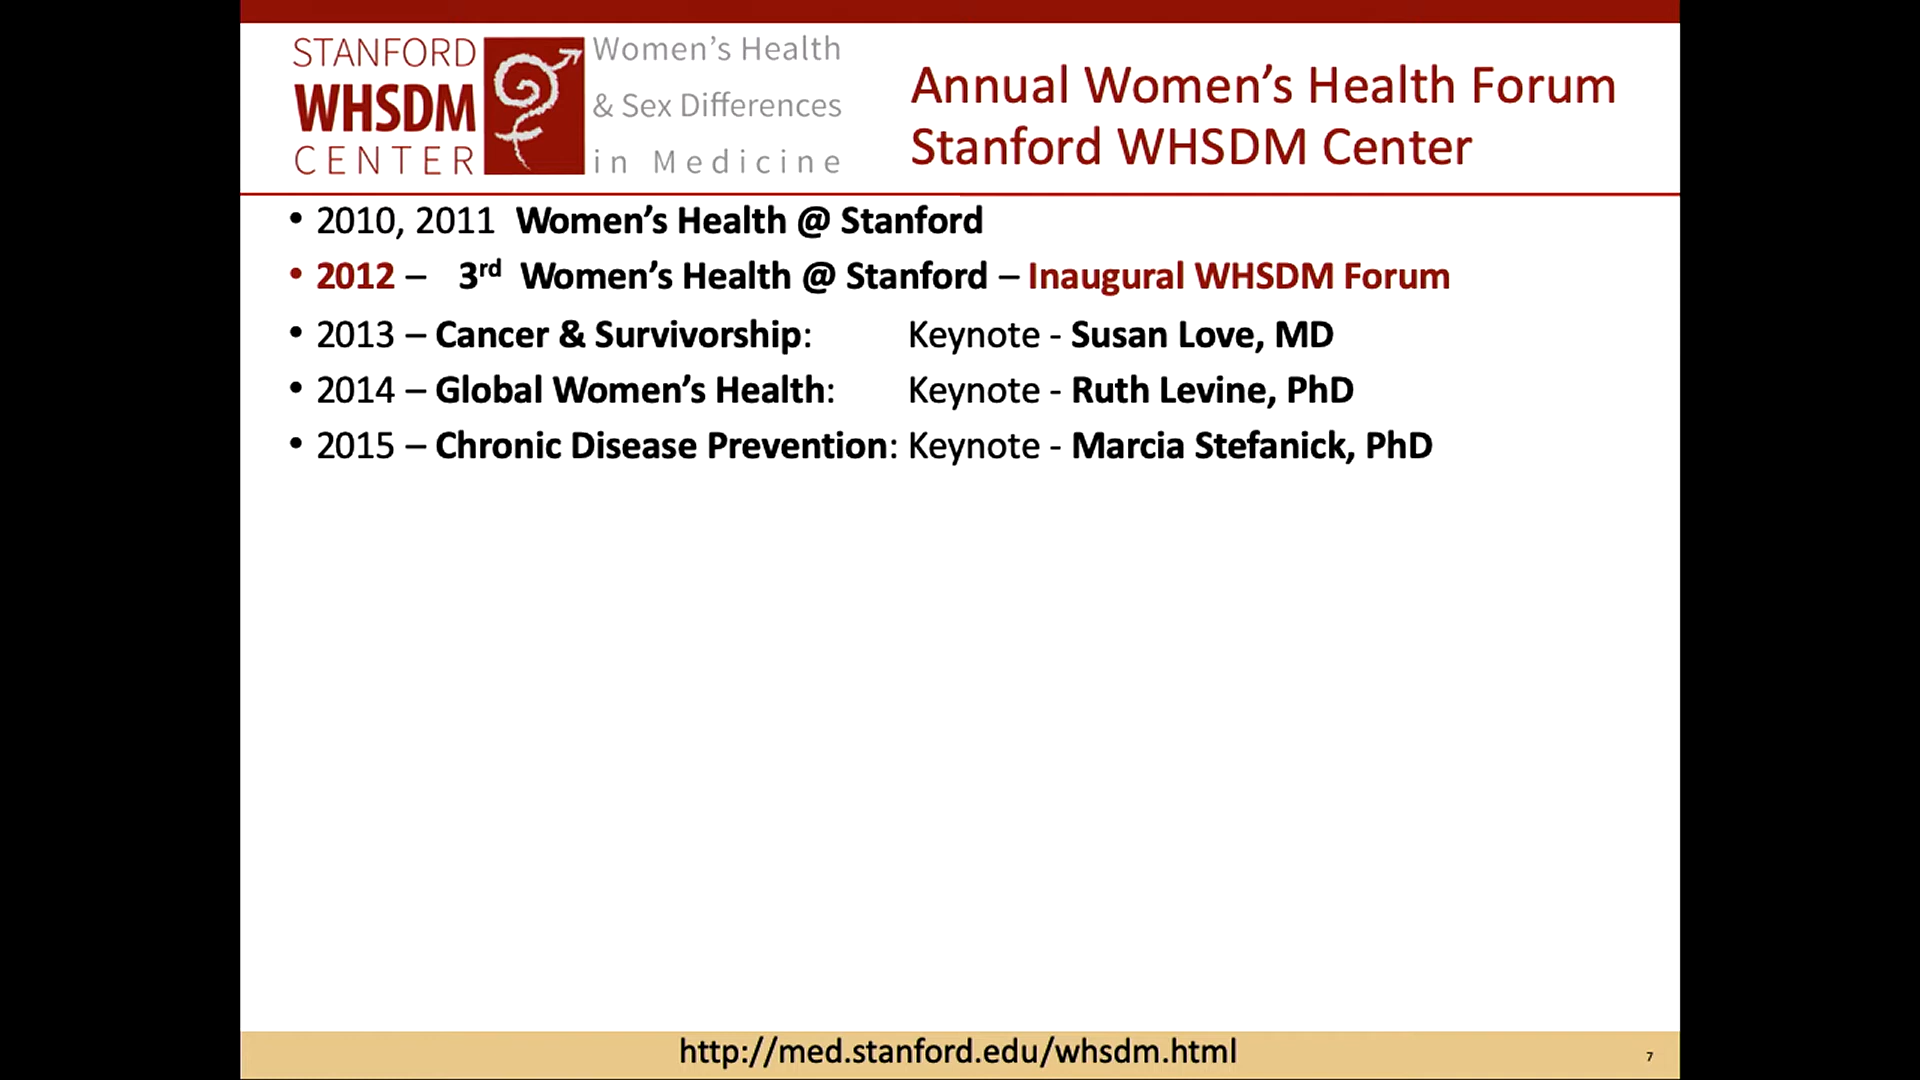 STANFORD
WHSDM
CENTER
Women's Health
& Sex Differences
in Medicine
Annual Women's Health Forum
Stanford WHSDM Center
• 2010, 2011 Women's Health @ Stanford
• 2012 – 3rd Women's Health @ Stanford – Inaugural WHSDM Forum
• 2013 – Cancer & Survivorship: Keynote - Susan Love, MD
• 2014 – Global Women's Health: Keynote - Ruth Levine, PhD
• 2015 – Chronic Disease Prevention: Keynote - Marcia Stefanick, PhD
http://med.stanford.edu/whsdm.html
7